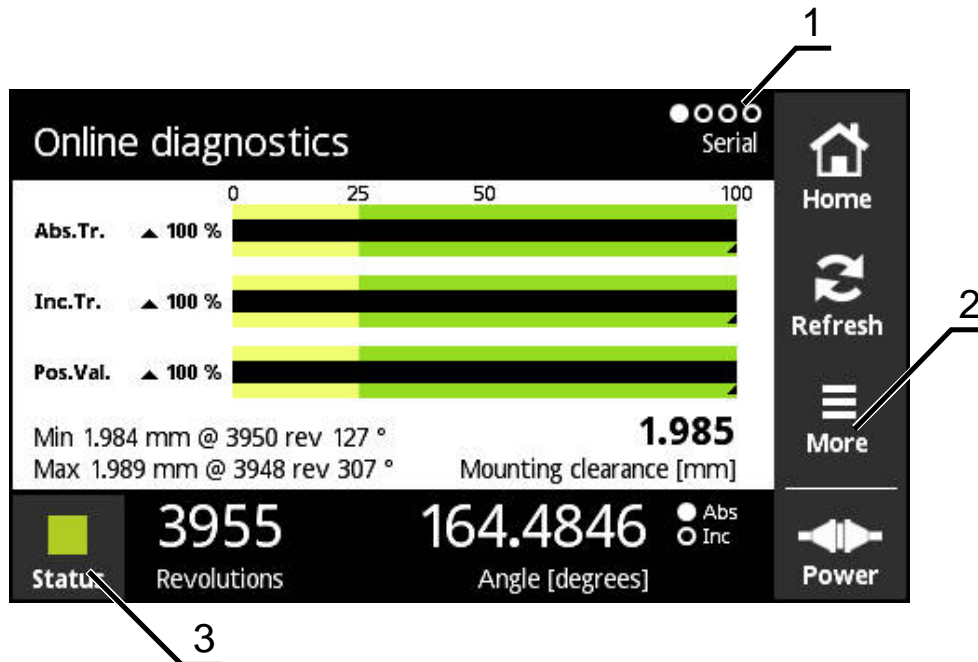 1
Online diagnostics
Serial
Home
0 25 50 100
Abs.Tr. ▲ 100 %
Inc.Tr. ▲ 100 %
Refresh
2
Pos.Val. ▲ 100 %
More
Min 1.984 mm @ 3950 rev 127 °
1.985
Max 1.989 mm @ 3948 rev 307 °
Mounting clearance [mm]
3955
164.4846
Abs
Inc
Status
Revolutions
Angle [degrees]
Power
3